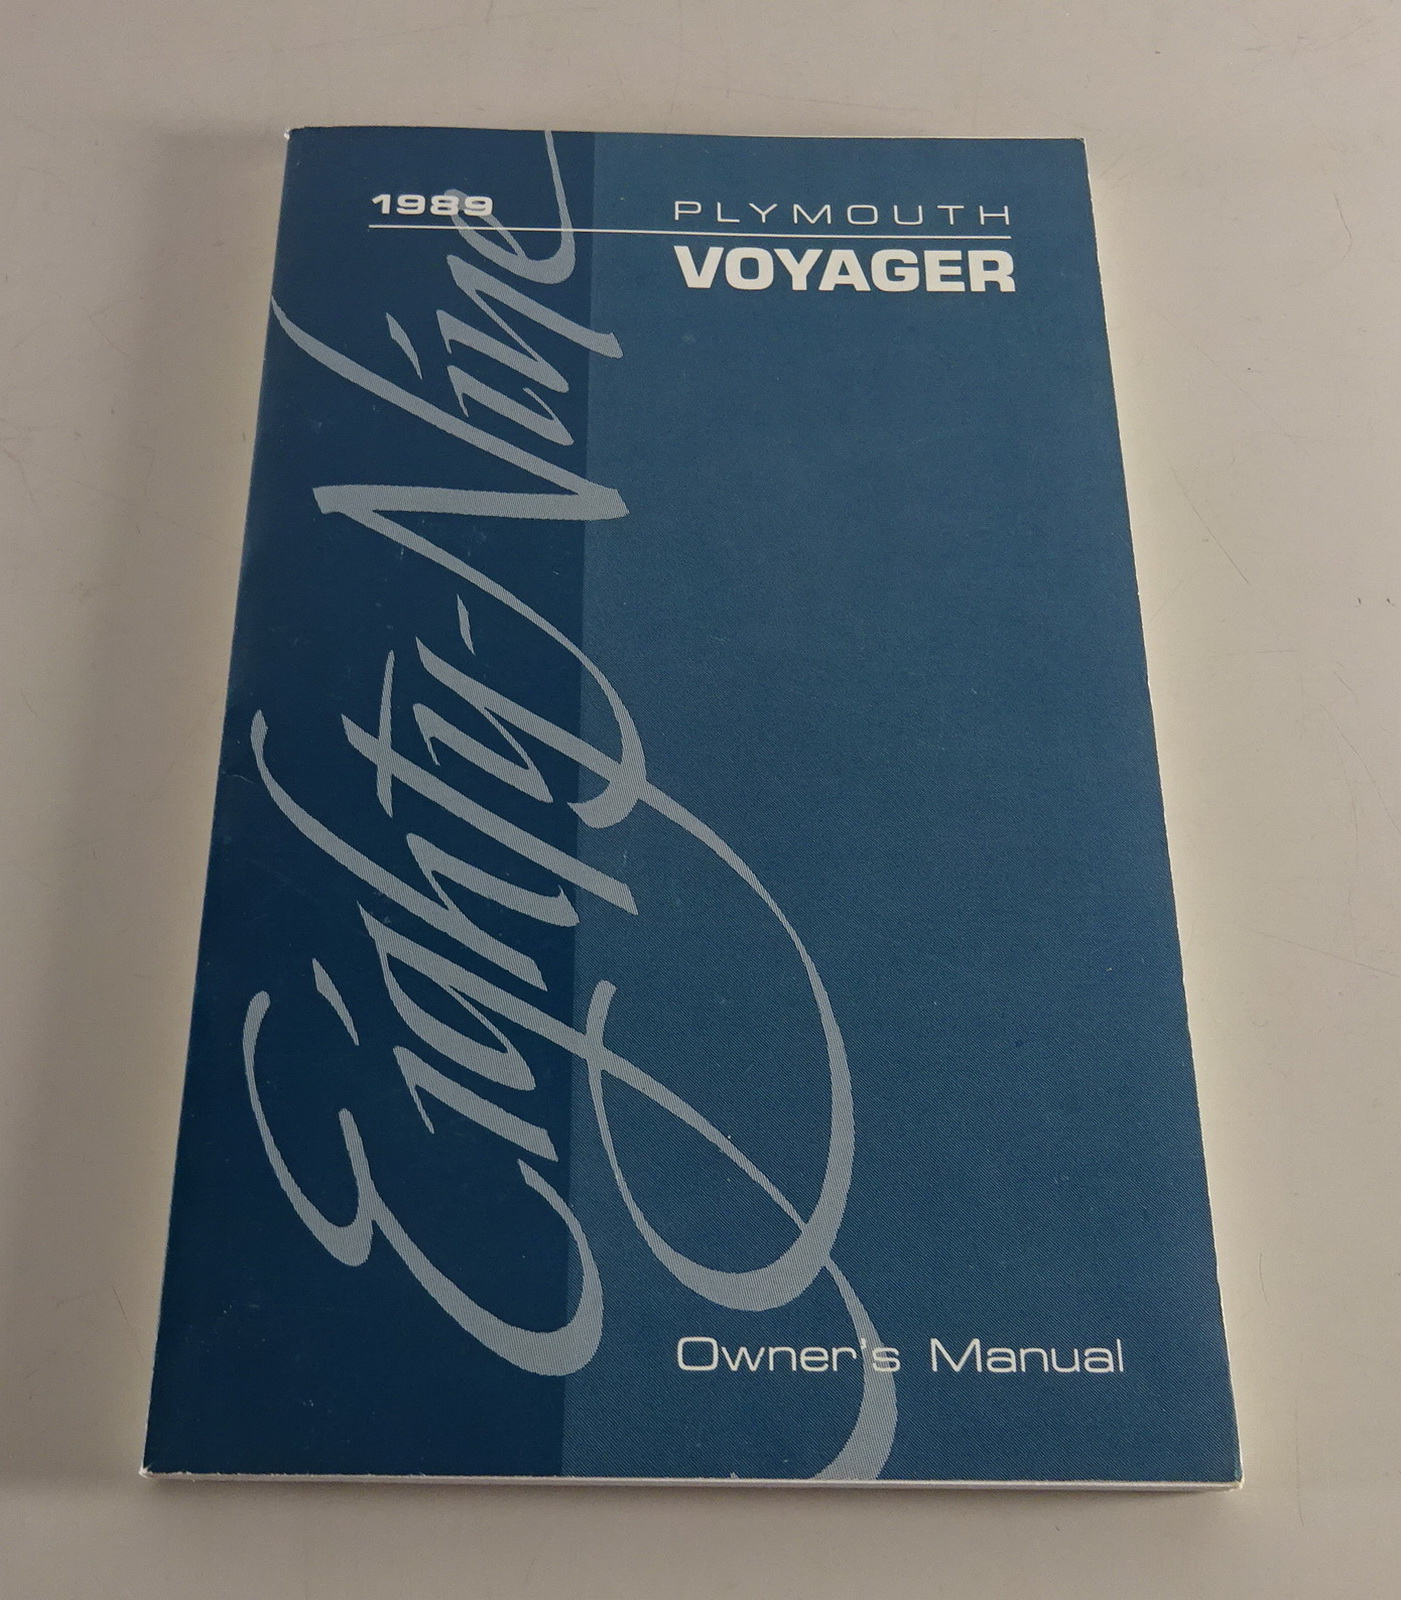 1989
PLYMOUTH
VOYAGER
Eighty-Nine
Owner's Manual